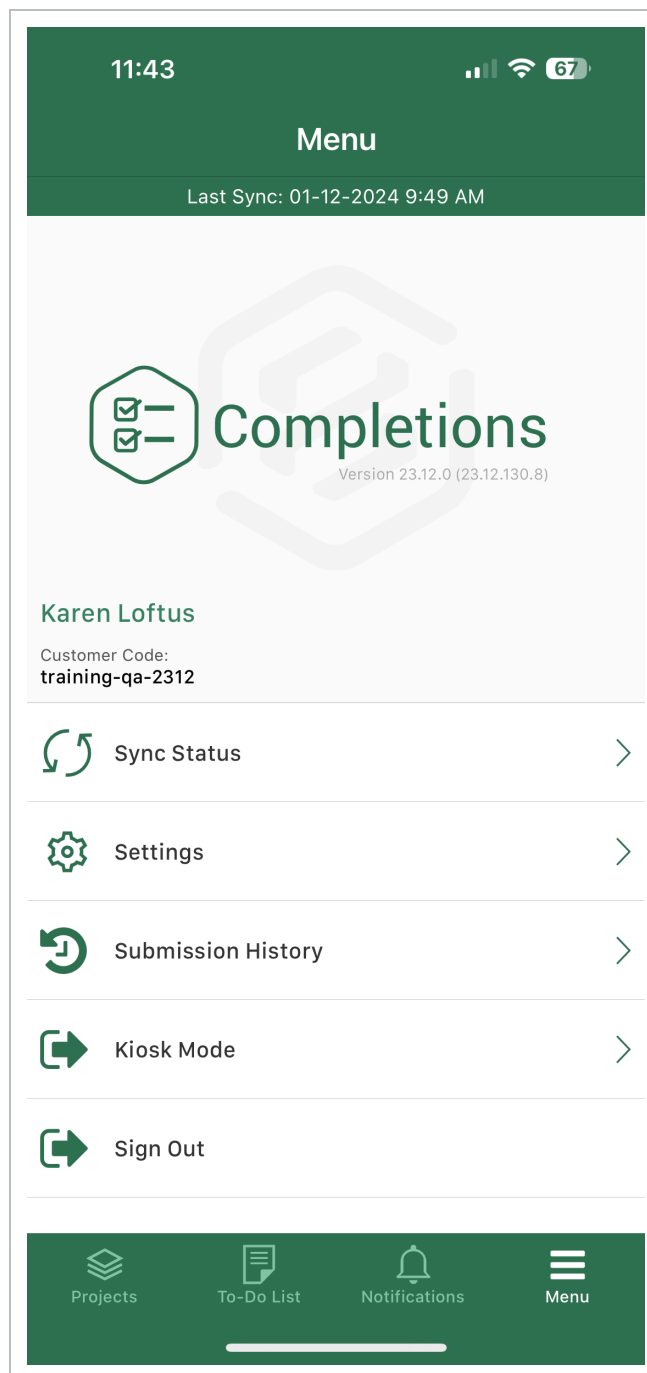 11:43
67
Menu
Last Sync: 01-12-2024 9:49 AM
Completions
Version 23.12.0 (23.12.130.8)
Karen Loftus
Customer Code:
training-qa-2312
Sync Status
Settings
Submission History
Kiosk Mode
Sign Out
Projects
To-Do List
Notifications
Menu